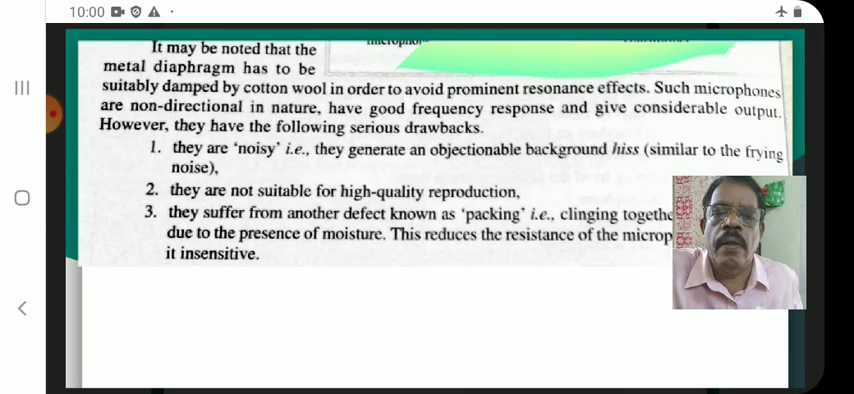 10:00
It may be noted that the
metal diaphragm has to be
suitably damped by cotton wool in order to avoid prominent resonance effects. Such microphones
are non-directional in nature, have good frequency response and give considerable output.
However, they have the following serious drawbacks.
1. they are ‘noisy’ i.e., they generate an objectionable background hiss (similar to the frying
noise),
2. they are not suitable for high-quality reproduction,
3. they suffer from another defect known as ‘packing’ i.e., clinging togethe
due to the presence of moisture. This reduces the resistance of the microp
it insensitive.